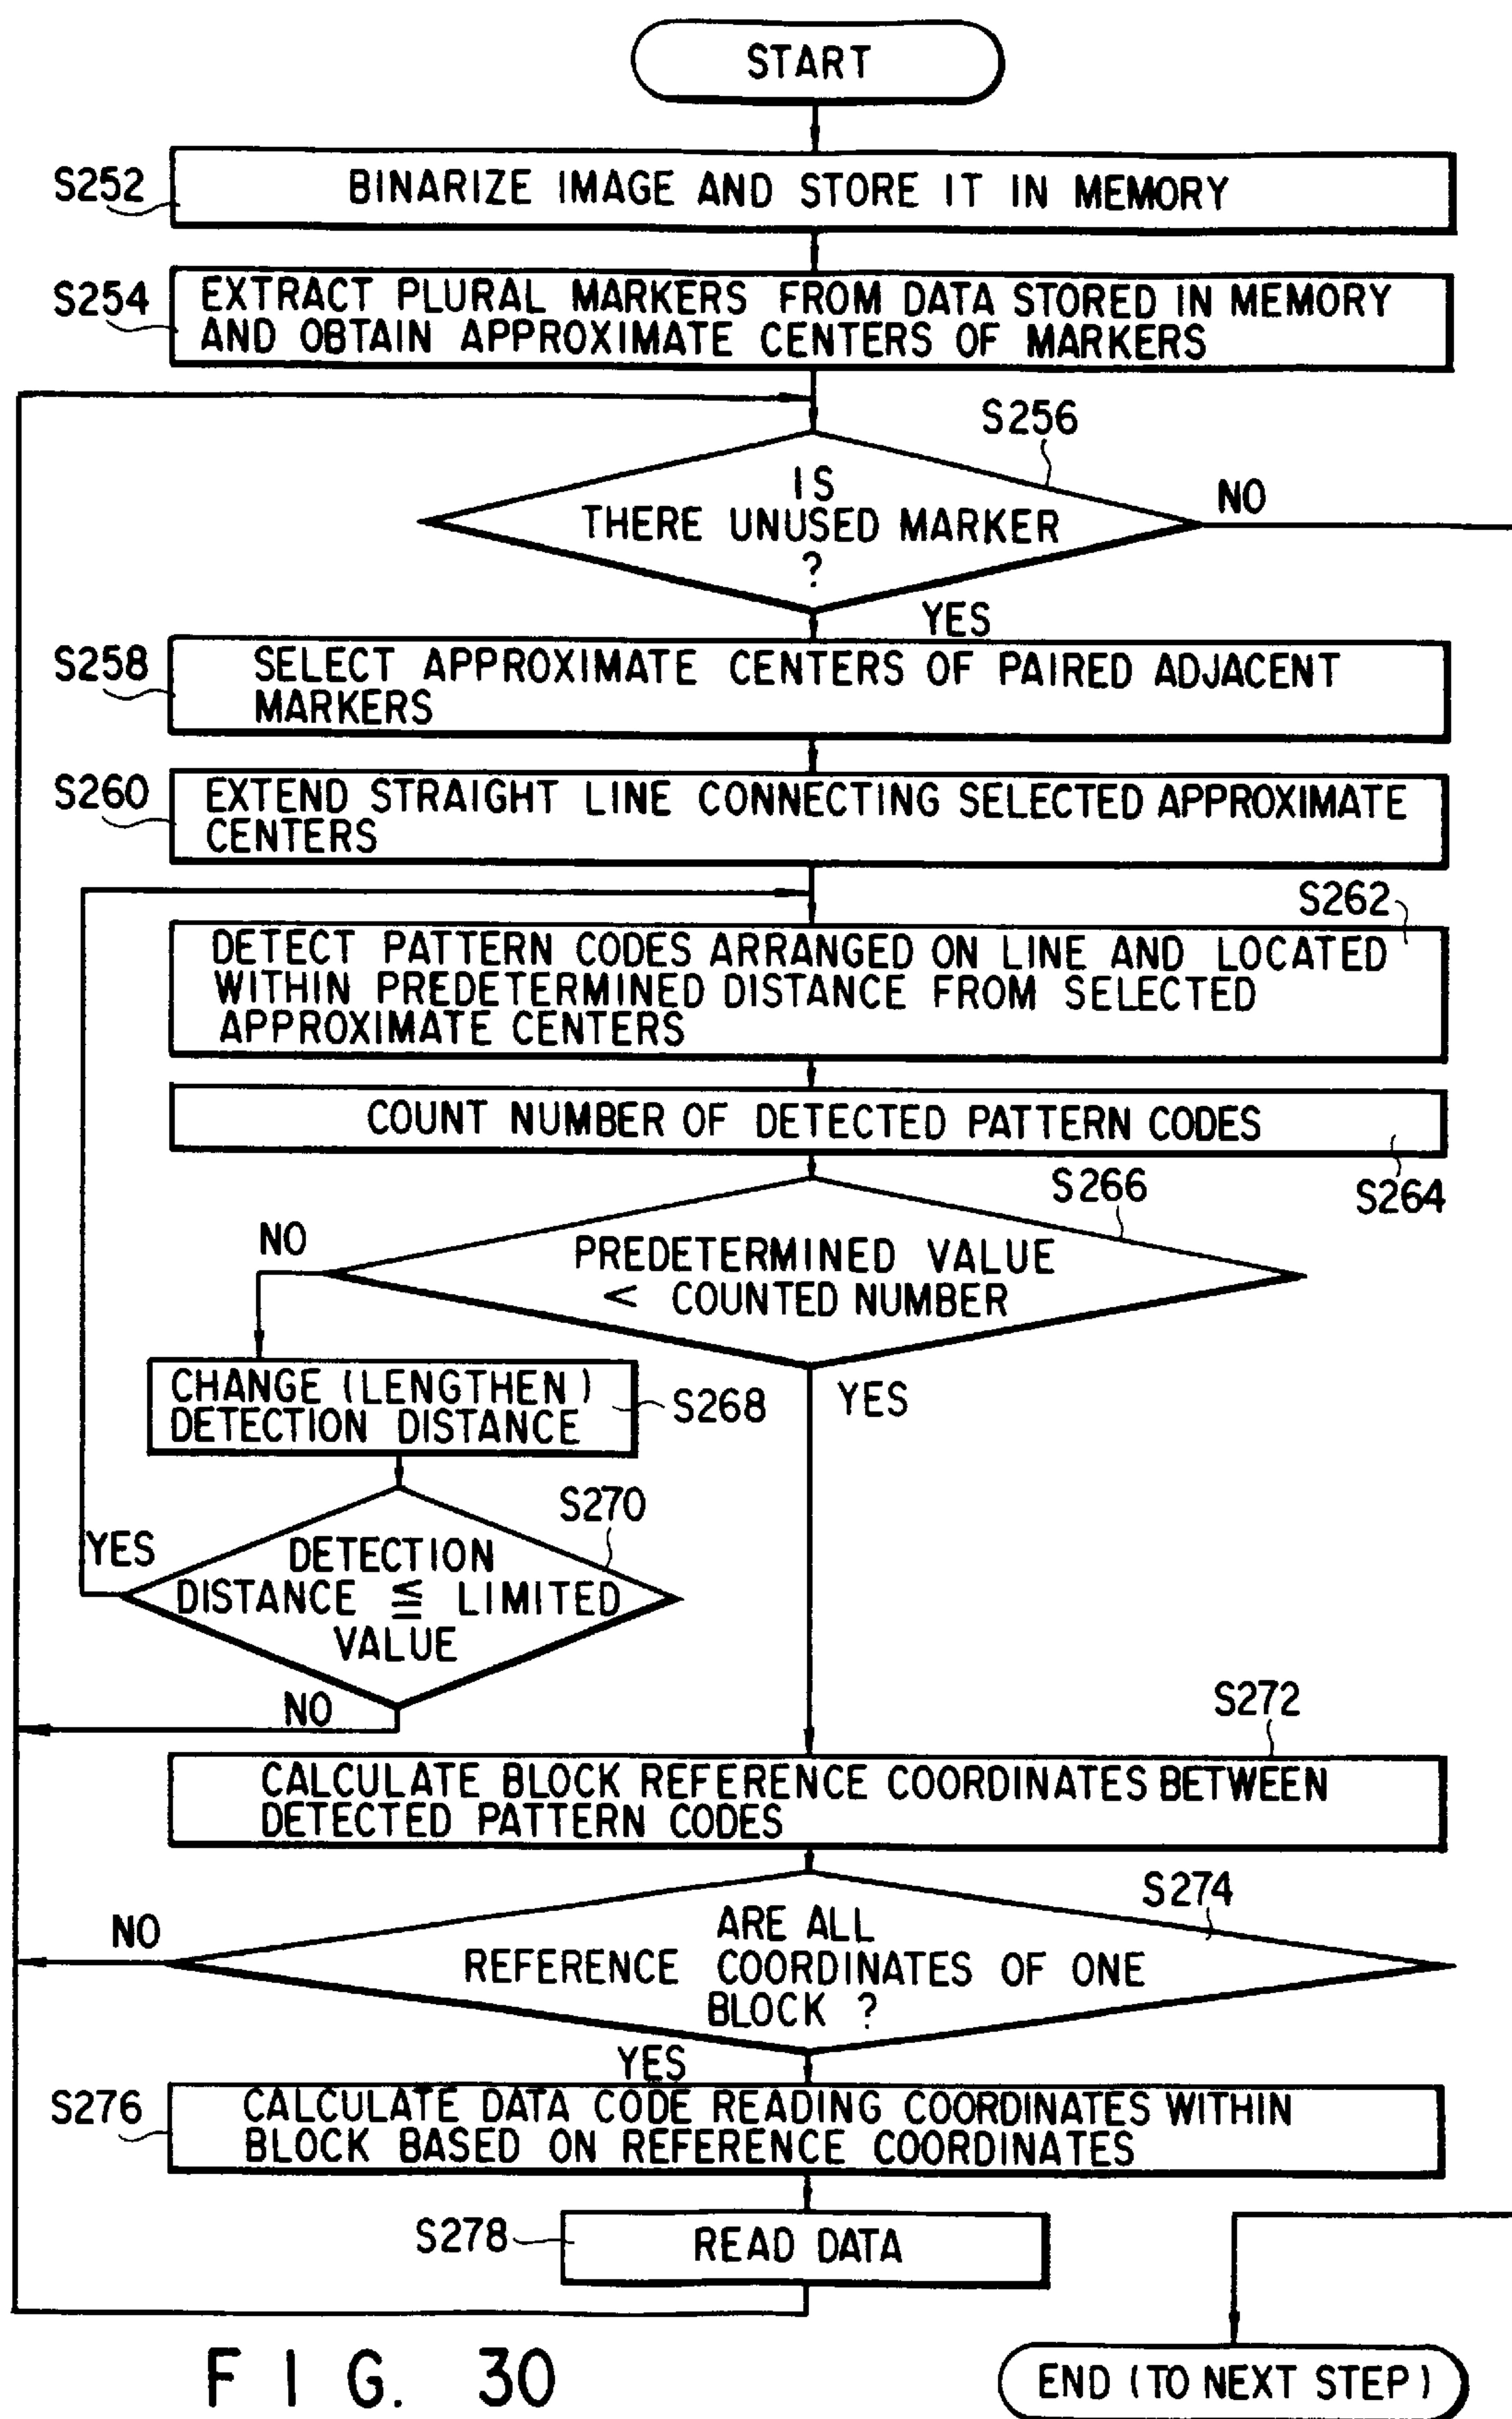 START
S252
BINARIZE IMAGE AND STORE IT IN MEMORY
S254
EXTRACT PLURAL MARKERS FROM DATA STORED IN MEMORY
AND OBTAIN APPROXIMATE CENTERS OF MARKERS
S256
IS
THERE UNUSED MARKER
?
NO
YES
S258
SELECT APPROXIMATE CENTERS OF PAIRED ADJACENT
MARKERS
S260
EXTEND STRAIGHT LINE CONNECTING SELECTED APPROXIMATE
CENTERS
S262
DETECT PATTERN CODES ARRANGED ON LINE AND LOCATED
WITHIN PREDETERMINED DISTANCE FROM SELECTED
APPROXIMATE CENTERS
COUNT NUMBER OF DETECTED PATTERN CODES
S264
S266
NO
PREDETERMINED VALUE
< COUNTED NUMBER
YES
CHANGE (LENGTHEN)
DETECTION DISTANCE
S268
S270
YES
DETECTION
DISTANCE ≦ LIMITED
VALUE
NO
S272
CALCULATE BLOCK REFERENCE COORDINATES BETWEEN
DETECTED PATTERN CODES
S274
NO
ARE ALL
REFERENCE COORDINATES OF ONE
BLOCK ?
YES
S276
CALCULATE DATA CODE READING COORDINATES WITHIN
BLOCK BASED ON REFERENCE COORDINATES
S278
READ DATA
END (TO NEXT STEP)
FIG. 30